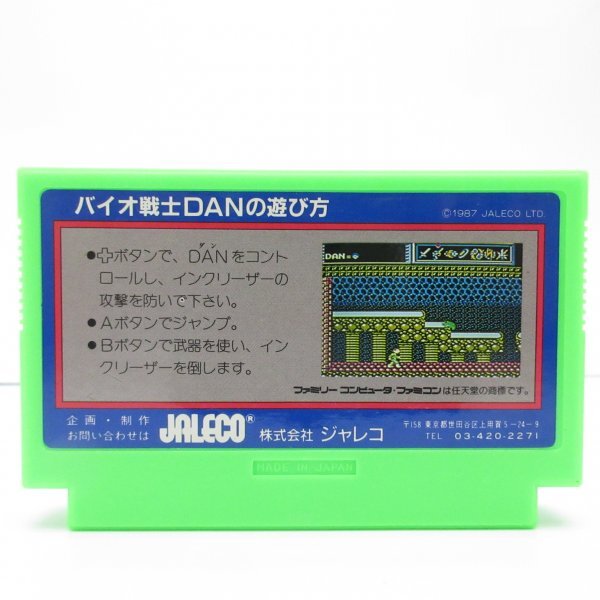 バイオ戦士DANの遊び方
©1987 JALECO LTD.
●✚ボタンで、DANをコント
ダン
ロールし、インクリーザーの
攻撃を防いで下さい。
●Aボタンでジャンプ。
●Bボタンで武器を使い、イン
クリーザーを倒します。
DAN
ファミリーコンピュータ・ファミコンは任天堂の商標です。
企画・制作
お問い合わせは
JALECO®
株式会社 ジャレコ
〒158 東京都世田谷区上用賀5-24-9
TEL 03-420-2271
MADE IN JAPAN